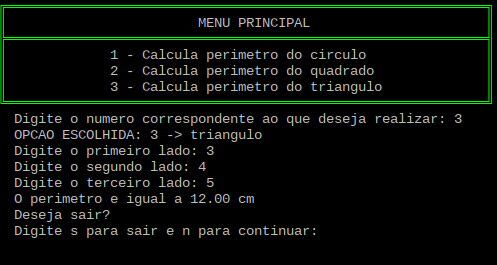 MENU PRINCIPAL
1 - Calcula perimetro do circulo
2 - Calcula perimetro do quadrado
3 - Calcula perimetro do triangulo
Digite o numero correspondente ao que deseja realizar: 3
OPCAO ESCOLHIDA: 3 -> triangulo
Digite o primeiro lado: 3
Digite o segundo lado: 4
Digite o terceiro lado: 5
O perimetro e igual a 12.00 cm
Deseja sair?
Digite s para sair e n para continuar: